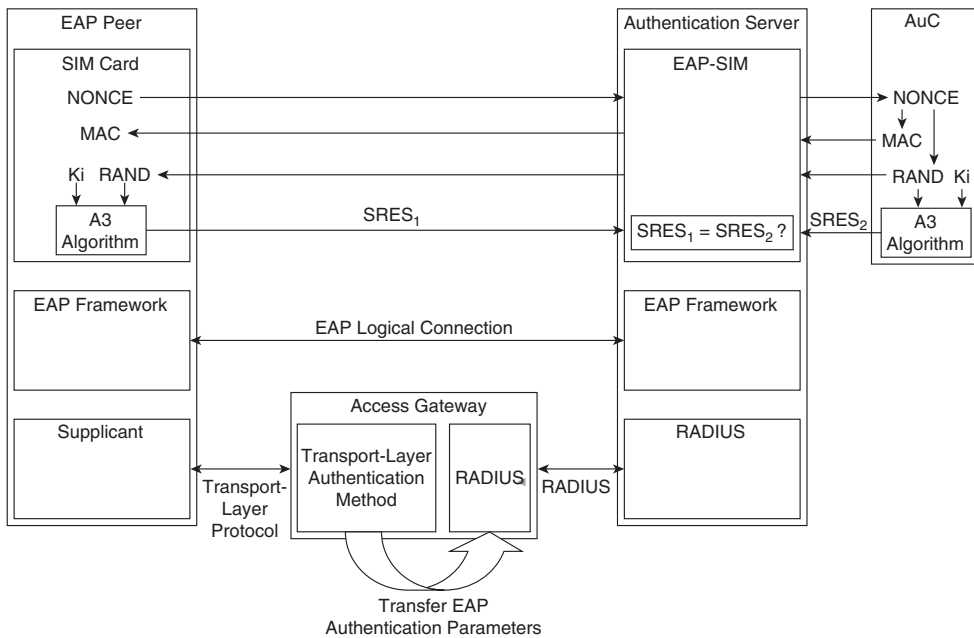 EAP Peer
SIM Card
NONCE
MAC
Ki RAND
A3
Algorithm
SRES1
Authentication Server
EAP-SIM
SRES1 = SRES2 ?
AuC
NONCE
MAC
RAND Ki
SRES2
A3
Algorithm
EAP Framework
EAP Logical Connection
EAP Framework
Supplicant
Transport-
Layer
Protocol
Access Gateway
Transport-Layer
Authentication
Method
RADIUS
RADIUS
RADIUS
Transfer EAP
Authentication Parameters